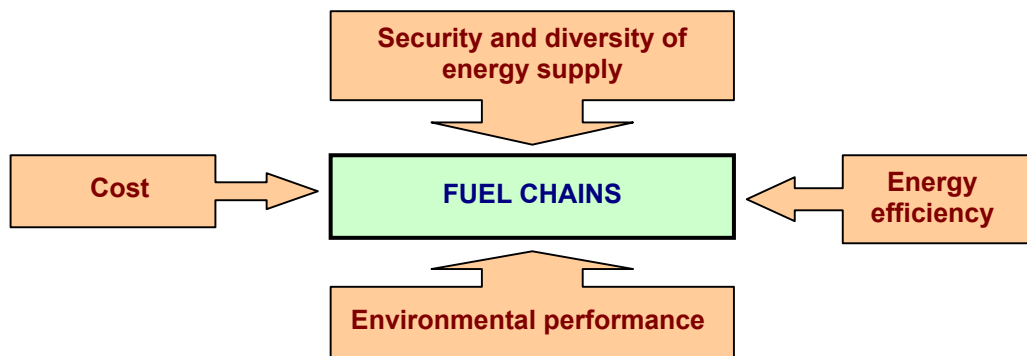 Security and diversity of
energy supply
Cost
FUEL CHAINS
Energy
efficiency
Environmental performance